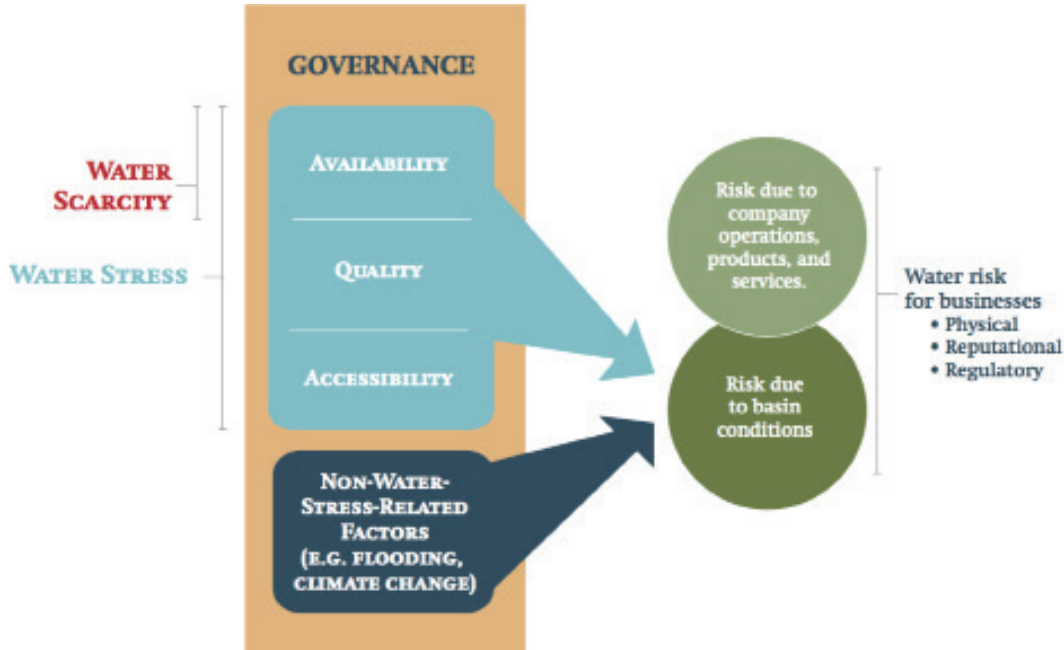 GOVERNANCE
WATER
SCARCITY
WATER STRESS
AVAILABILITY
QUALITY
ACCESSIBILITY
NON-WATER-
STRESS-RELATED
FACTORS
(E.G. FLOODING,
CLIMATE CHANGE)
Risk due to
company
operations,
products, and
services.
Risk due
to basin
conditions
Water risk
for businesses
• Physical
• Reputational
• Regulatory